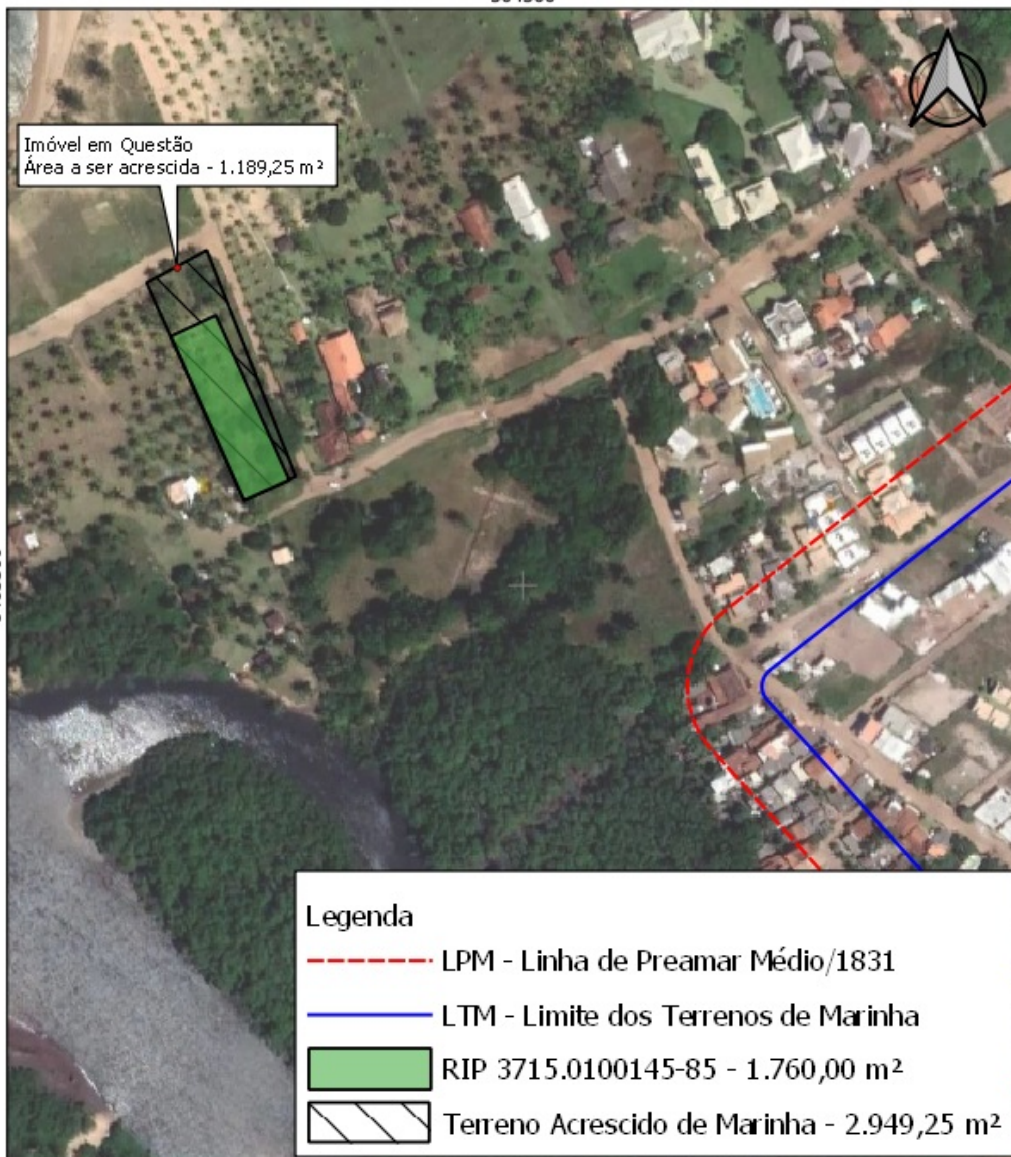 Imóvel em Questão
Área a ser acrescida - 1.189,25 m²
Legenda
LPM - Linha de Preamar Médio/1831
LTM - Limite dos Terrenos de Marinha
RIP 3715.0100145-85 - 1.760,00 m²
Terreno Acrescido de Marinha - 2.949,25 m²